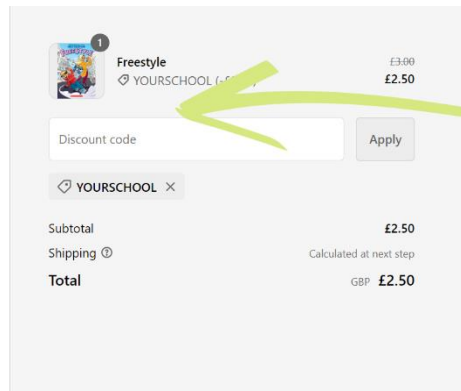 1
Freestyle £3.00
YOURSCHOOL £2.50
Discount code Apply
YOURSCHOOL
Subtotal £2.50
Shipping Calculated at next step
Total GBP £2.50